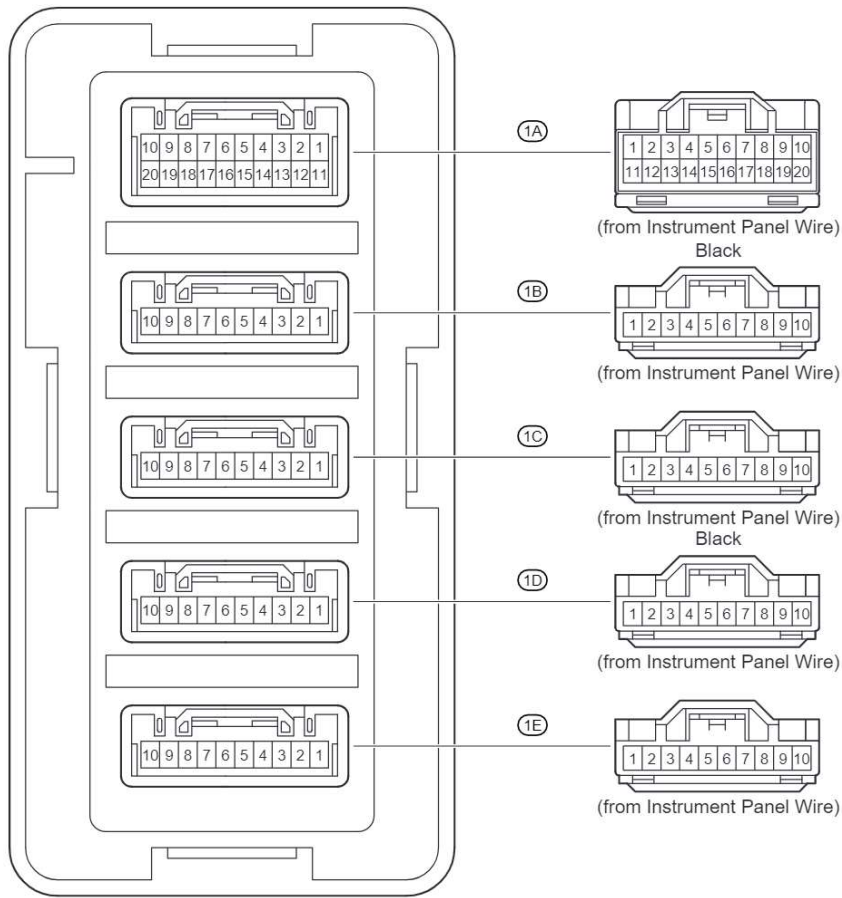 10 9 8 7 6 5 4 3 2 1
20 19 18 17 16 15 14 13 12 11
1A
1 2 3 4 5 6 7 8 9 10
11 12 13 14 15 16 17 18 19 20
(from Instrument Panel Wire)
Black
10 9 8 7 6 5 4 3 2 1
1B
1 2 3 4 5 6 7 8 9 10
(from Instrument Panel Wire)
10 9 8 7 6 5 4 3 2 1
1C
1 2 3 4 5 6 7 8 9 10
(from Instrument Panel Wire)
Black
10 9 8 7 6 5 4 3 2 1
1D
1 2 3 4 5 6 7 8 9 10
(from Instrument Panel Wire)
10 9 8 7 6 5 4 3 2 1
1E
1 2 3 4 5 6 7 8 9 10
(from Instrument Panel Wire)